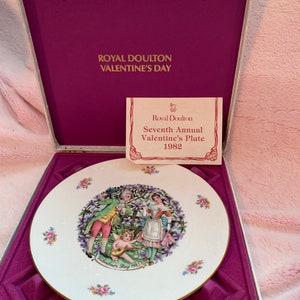 ROYAL DOULTON
VALENTINE'S DAY
Royal Doulton
Seventh Annual
Valentine's Plate
1982